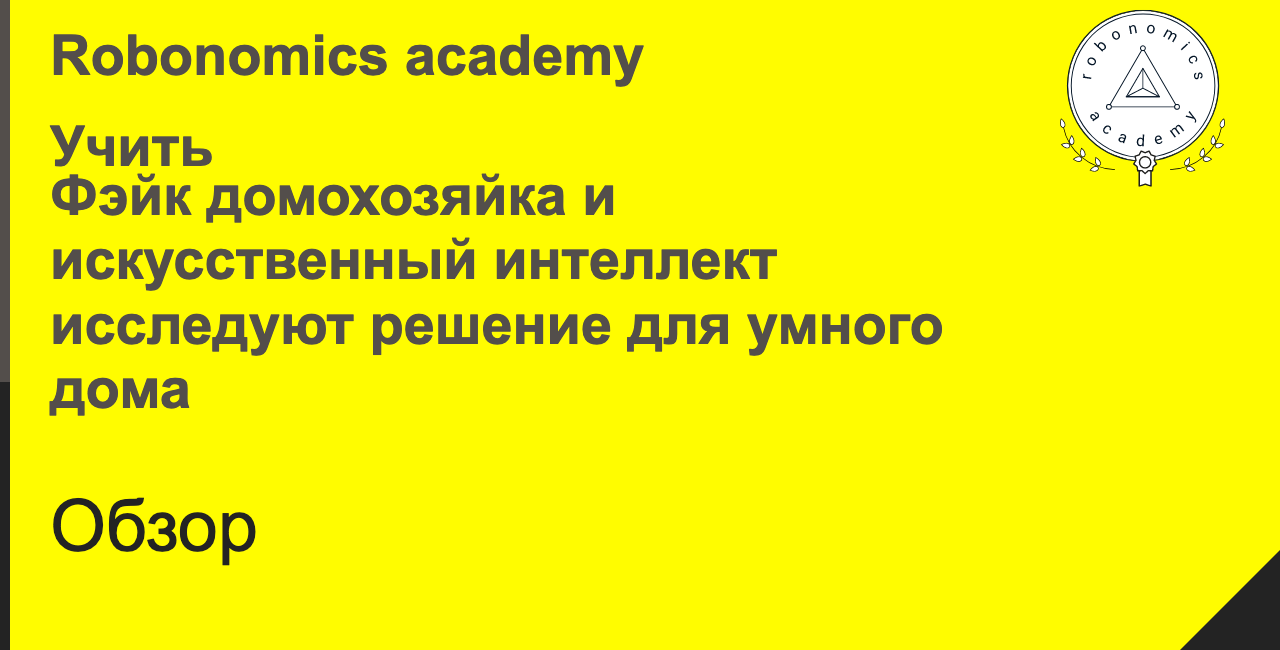 Robonomics academy
robonomics
academy
Учить
Фэйк домохозяйка и
искусственный интеллект
исследуют решение для умного
дома
Обзор